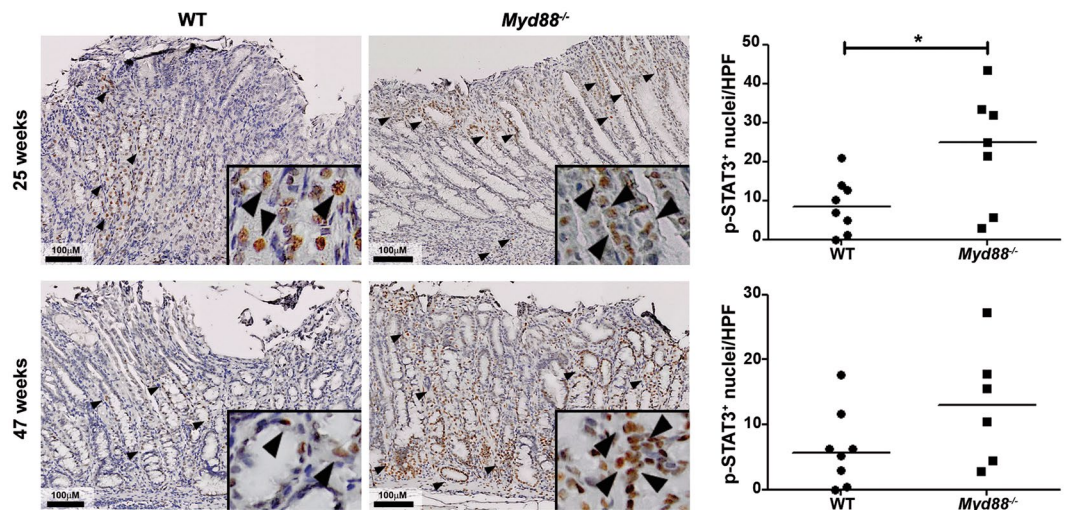 WT
Myd88-/-
25 weeks
100μM
100μM
p-STAT3+ nuclei/HPF
50
40
30
20
10
0
*
WT
Myd88-/-
47 weeks
100μM
100μM
p-STAT3+ nuclei/HPF
30
20
10
0
WT
Myd88-/-